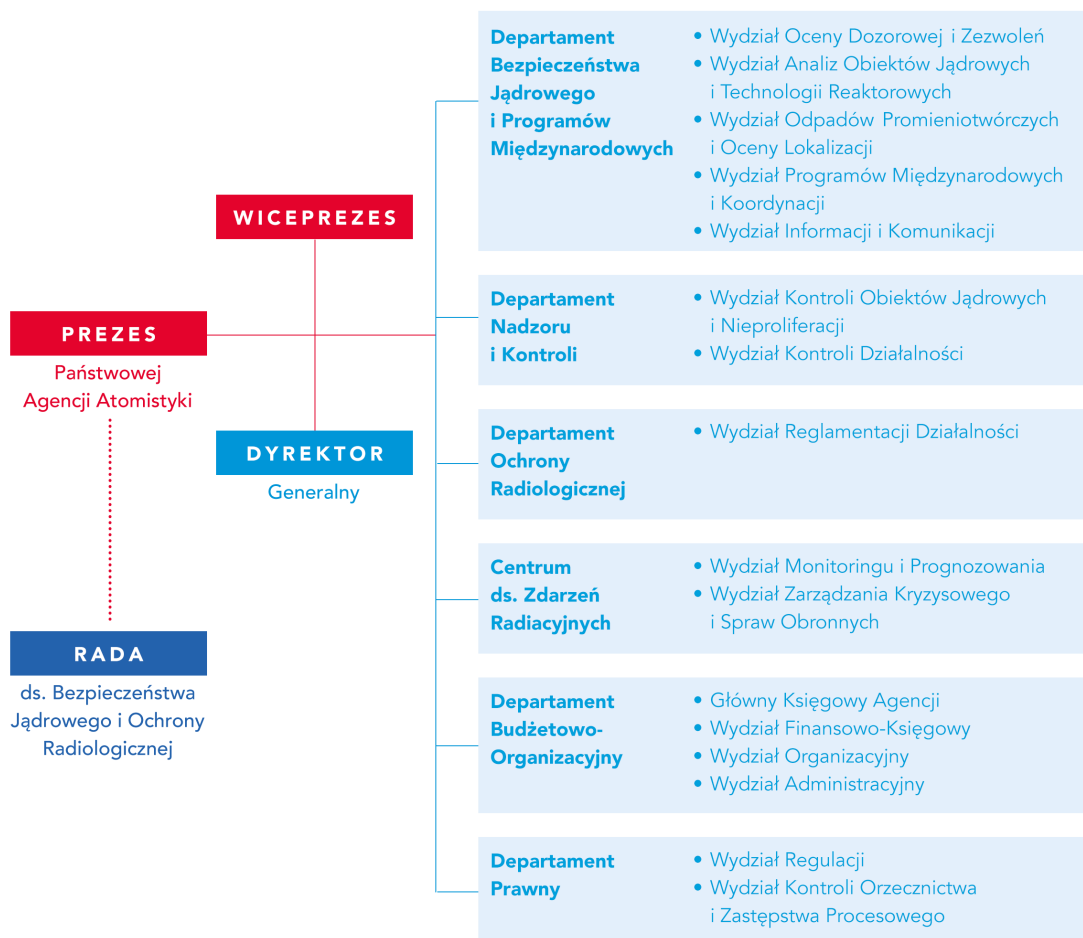 WICEPREZES
PREZES
Państwowej
Agencji Atomistyki
DYREKTOR
Generalny
RADA
ds. Bezpieczeństwa
Jądrowego i Ochrony
Radiologicznej
Departament
Bezpieczeństwa
Jądrowego
i Programów
Międzynarodowych
• Wydział Oceny Dozorowej i Zezwoleń
• Wydział Analiz Obiektów Jądrowych
i Technologii Reaktorowych
• Wydział Odpadów Promieniotwórczych
i Oceny Lokalizacji
• Wydział Programów Międzynarodowych
i Koordynacji
• Wydział Informacji i Komunikacji
Departament
Nadzoru
i Kontroli
• Wydział Kontroli Obiektów Jądrowych
i Nieproliferacji
• Wydział Kontroli Działalności
Departament
Ochrony
Radiologicznej
• Wydział Reglamentacji Działalności
Centrum
ds. Zdarzeń
Radiacyjnych
• Wydział Monitoringu i Prognozowania
• Wydział Zarządzania Kryzysowego
i Spraw Obronnych
Departament
Budżetowo-
Organizacyjny
• Główny Księgowy Agencji
• Wydział Finansowo-Księgowy
• Wydział Organizacyjny
• Wydział Administracyjny
Departament
Prawny
• Wydział Regulacji
• Wydział Kontroli Orzecznictwa
i Zastępstwa Procesowego